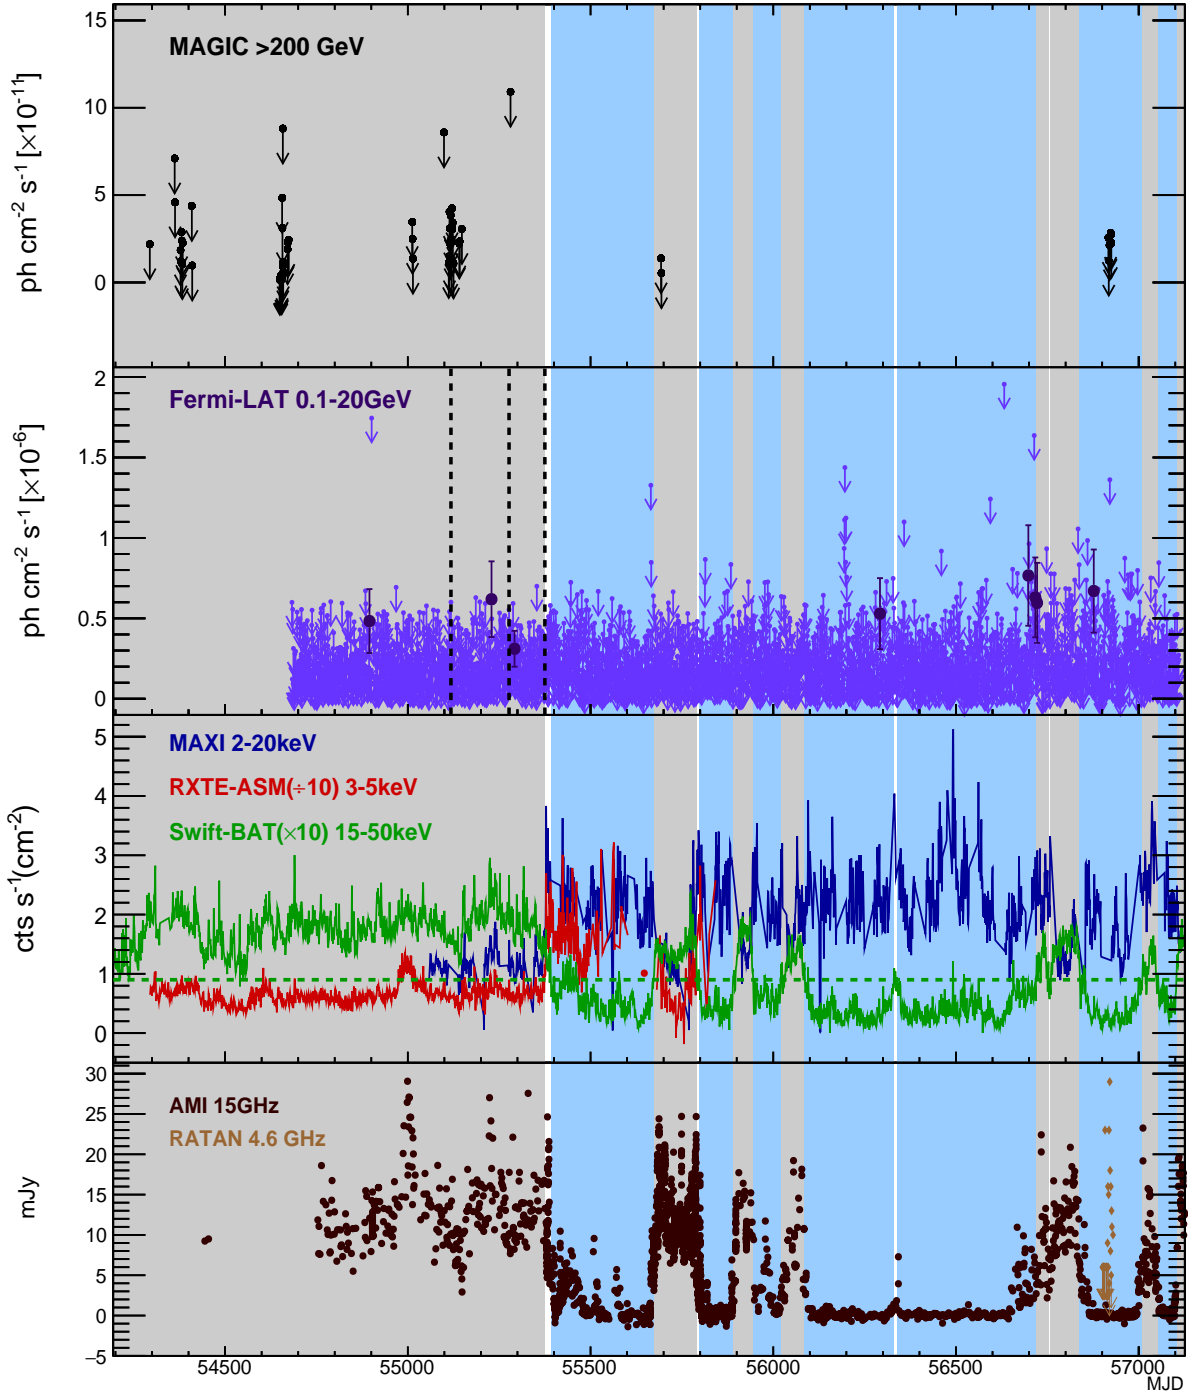 15
MAGIC >200 GeV
10
5
0
ph cm-2 s-1 [×10-11]
2
Fermi-LAT 0.1-20GeV
1.5
1
0.5
0
ph cm-2 s-1 [×10-6]
5
MAXI 2-20keV
4
RXTE-ASM(÷10) 3-5keV
Swift-BAT(×10) 15-50keV
3
2
1
0
cts s-1(cm-2)
30
AMI 15GHz
25
RATAN 4.6 GHz
20
15
10
5
0
−5
mJy
54500 55000 55500 56000 56500 57000
MJD